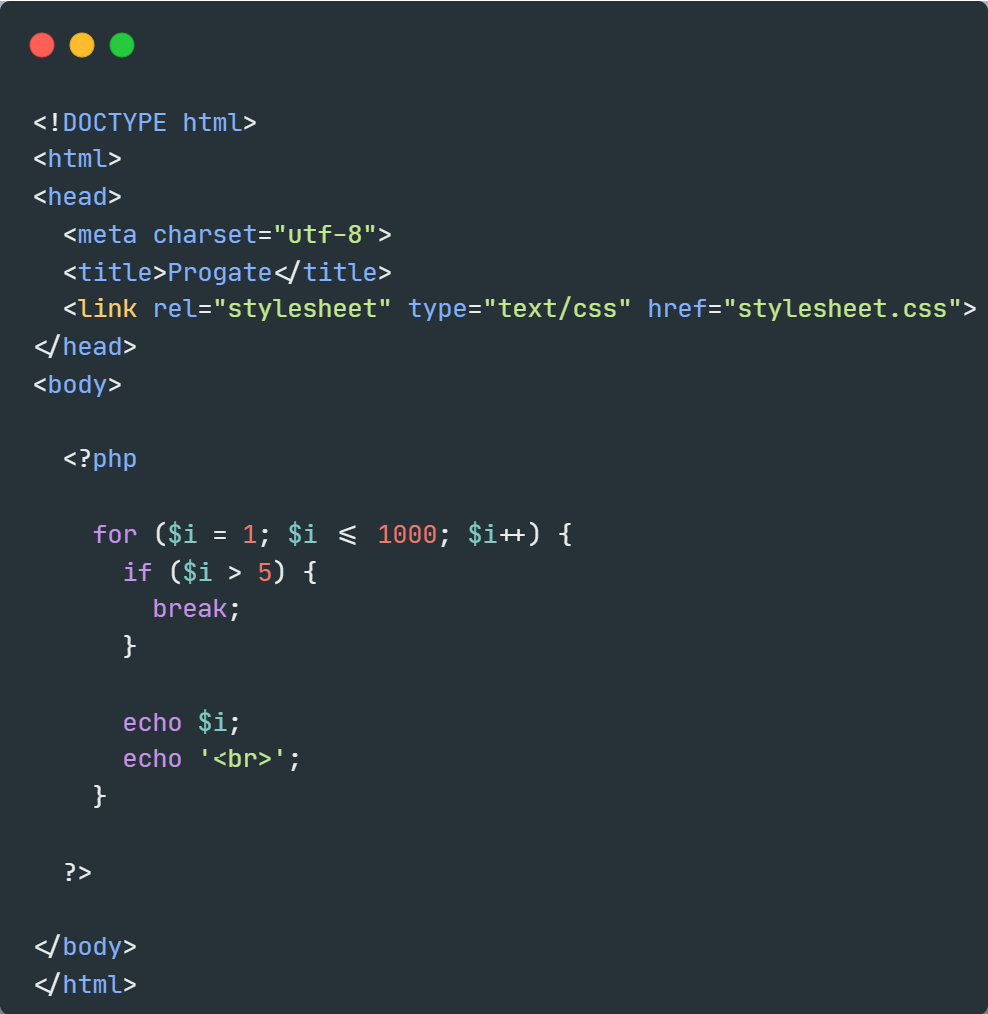 <!DOCTYPE html>
<html>
<head>
  <meta charset="utf-8">
  <title>Progate</title>
  <link rel="stylesheet" type="text/css" href="stylesheet.css">
</head>
<body>

  <?php

    for ($i = 1; $i <= 1000; $i++) {
      if ($i > 5) {
        break;
      }

      echo $i;
      echo '<br>';
    }

  ?>

</body>
</html>